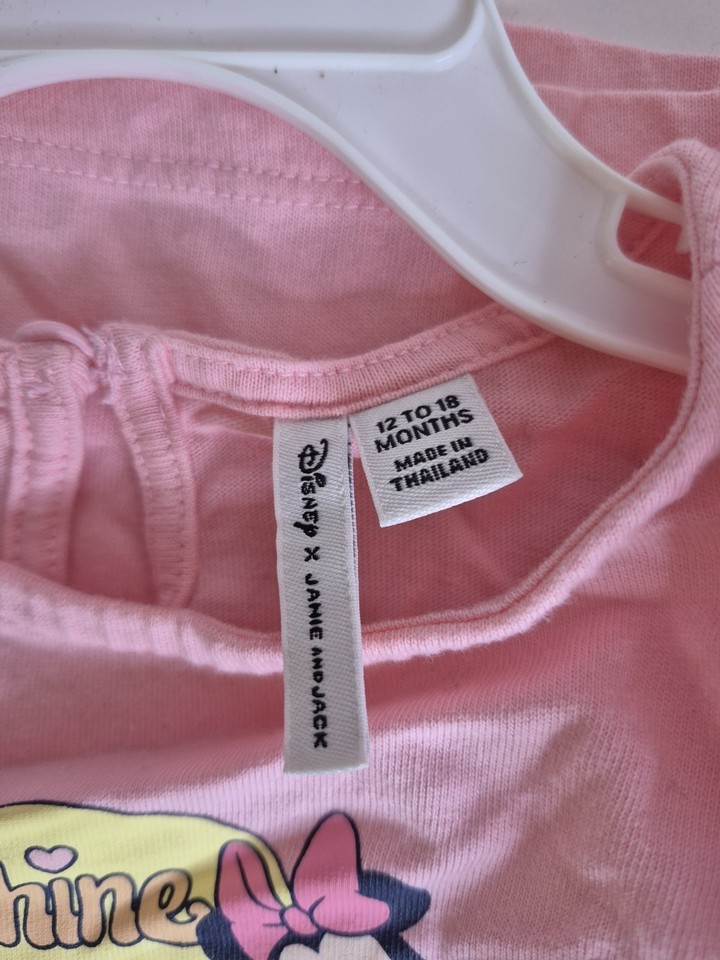 12 TO 18
MONTHS
MADE IN
THAILAND
Disney X JANIE AND JACK
hine